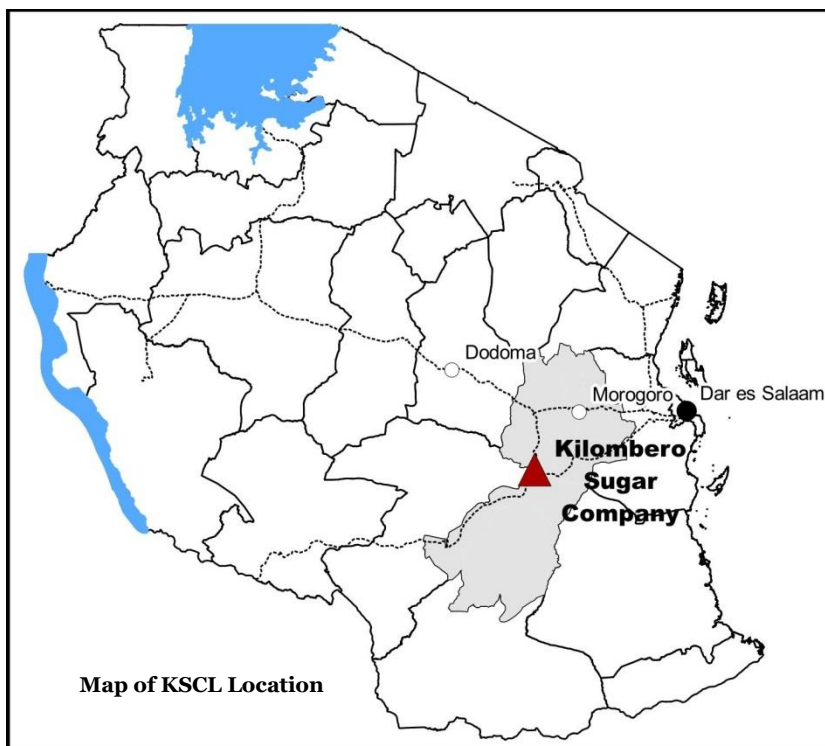 Dodoma
Morogoro
Dar es Salaam
Kilombero
Sugar
Company
Map of KSCL Location